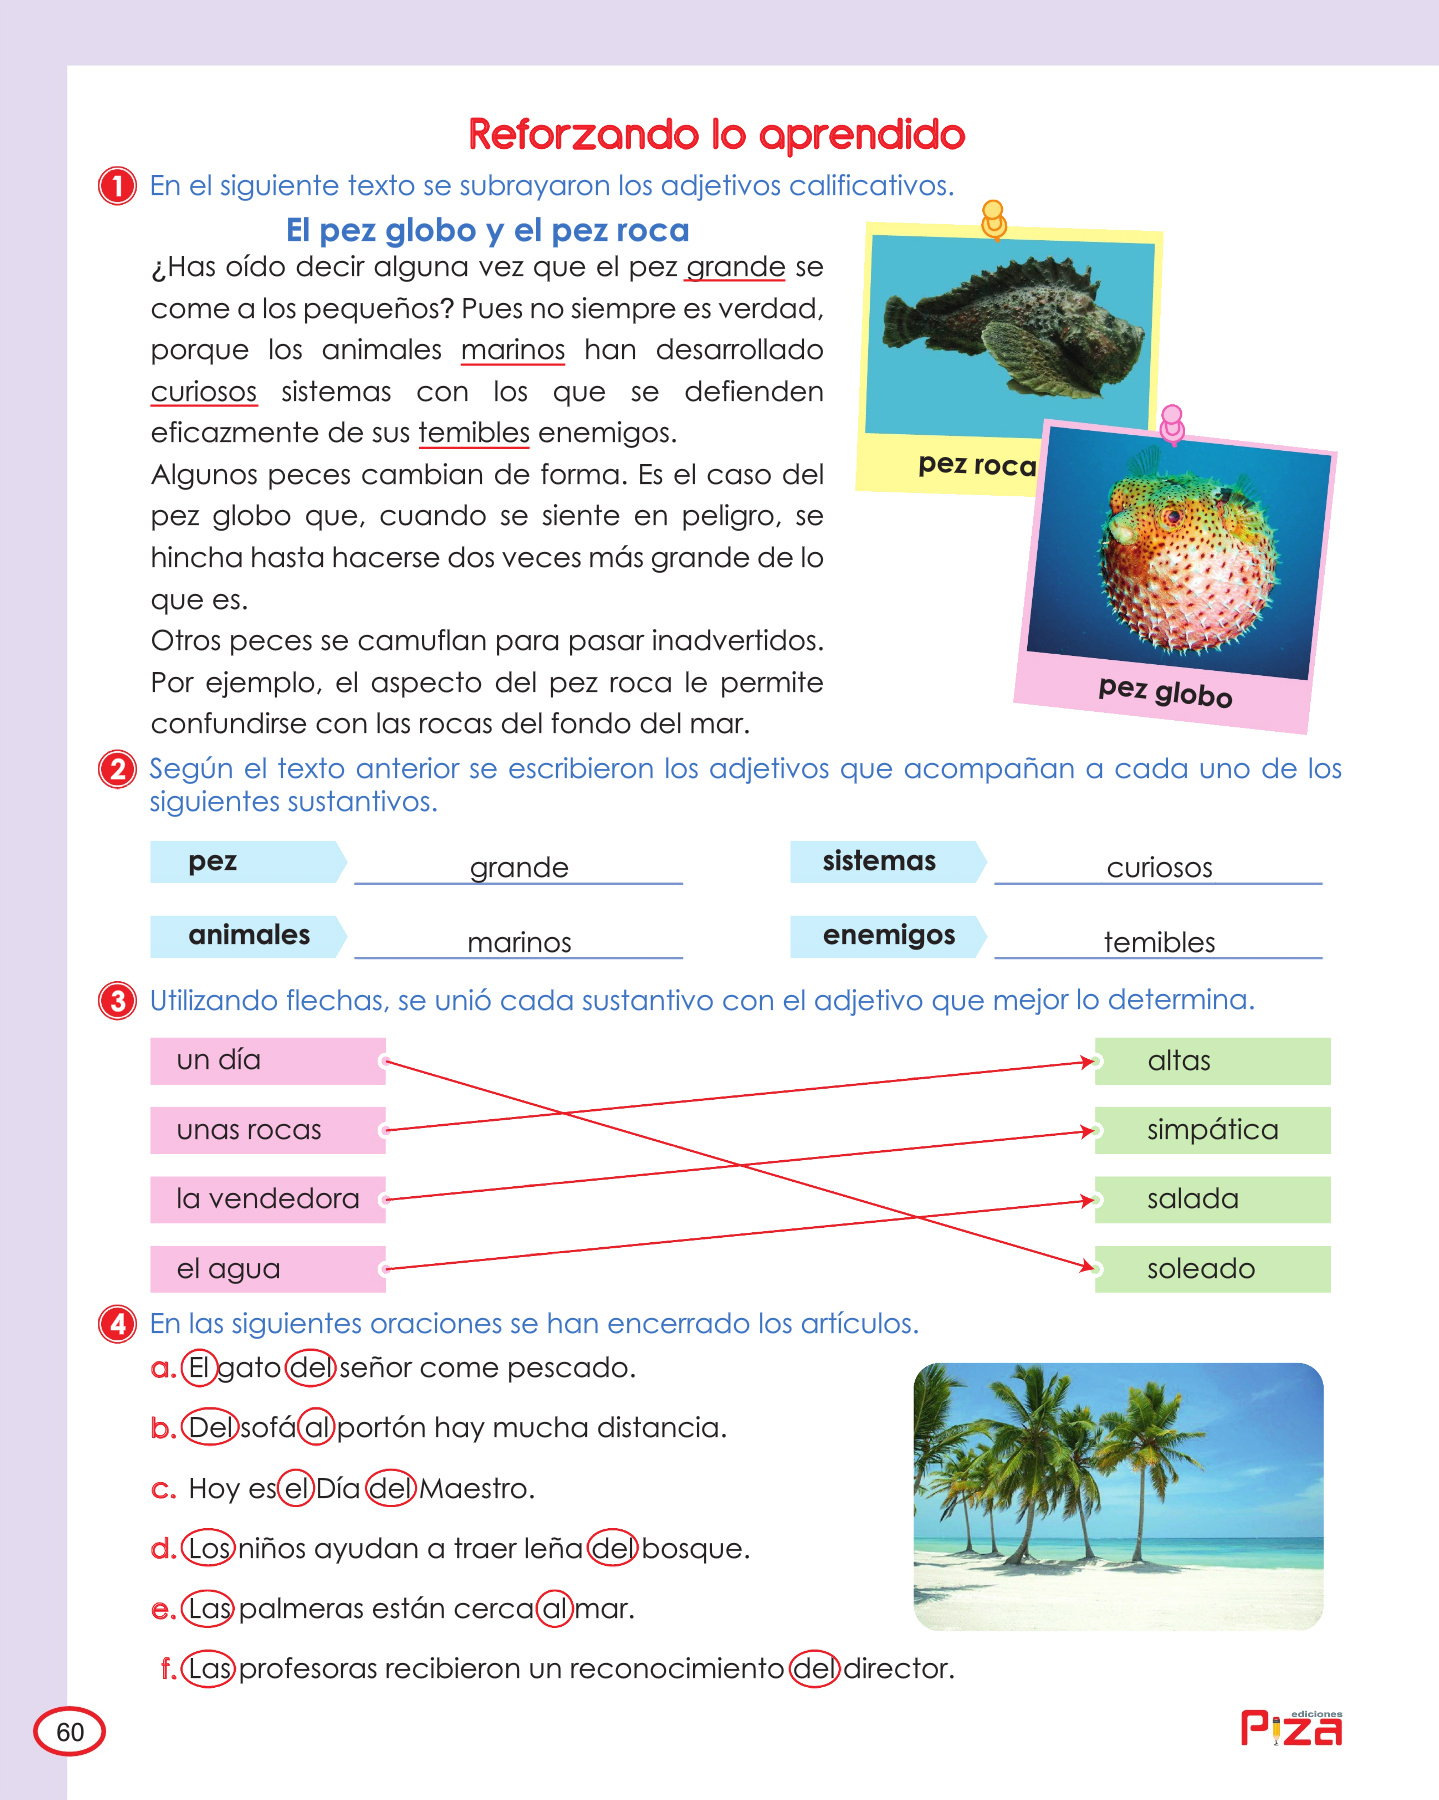 Reforzando lo aprendido
1 En el siguiente texto se subrayaron los adjetivos calificativos.
El pez globo y el pez roca
¿Has oído decir alguna vez que el pez grande se
come a los pequeños? Pues no siempre es verdad,
porque los animales marinos han desarrollado
curiosos sistemas con los que se defienden
eficazmente de sus temibles enemigos.
Algunos peces cambian de forma. Es el caso del
pez globo que, cuando se siente en peligro, se
hincha hasta hacerse dos veces más grande de lo
que es.
Otros peces se camuflan para pasar inadvertidos.
Por ejemplo, el aspecto del pez roca le permite
confundirse con las rocas del fondo del mar.
pez roca
pez globo
2 Según el texto anterior se escribieron los adjetivos que acompañan a cada uno de los
siguientes sustantivos.
pez grande sistemas curiosos
animales marinos enemigos temibles
3 Utilizando flechas, se unió cada sustantivo con el adjetivo que mejor lo determina.
un día altas
unas rocas simpática
la vendedora salada
el agua soleado
4 En las siguientes oraciones se han encerrado los artículos.
a. El gato del señor come pescado.
b. Del sofá al portón hay mucha distancia.
c. Hoy es el Día del Maestro.
d. Los niños ayudan a traer leña del bosque.
e. Las palmeras están cerca al mar.
f. Las profesoras recibieron un reconocimiento del director.
60
ediciones
Piza